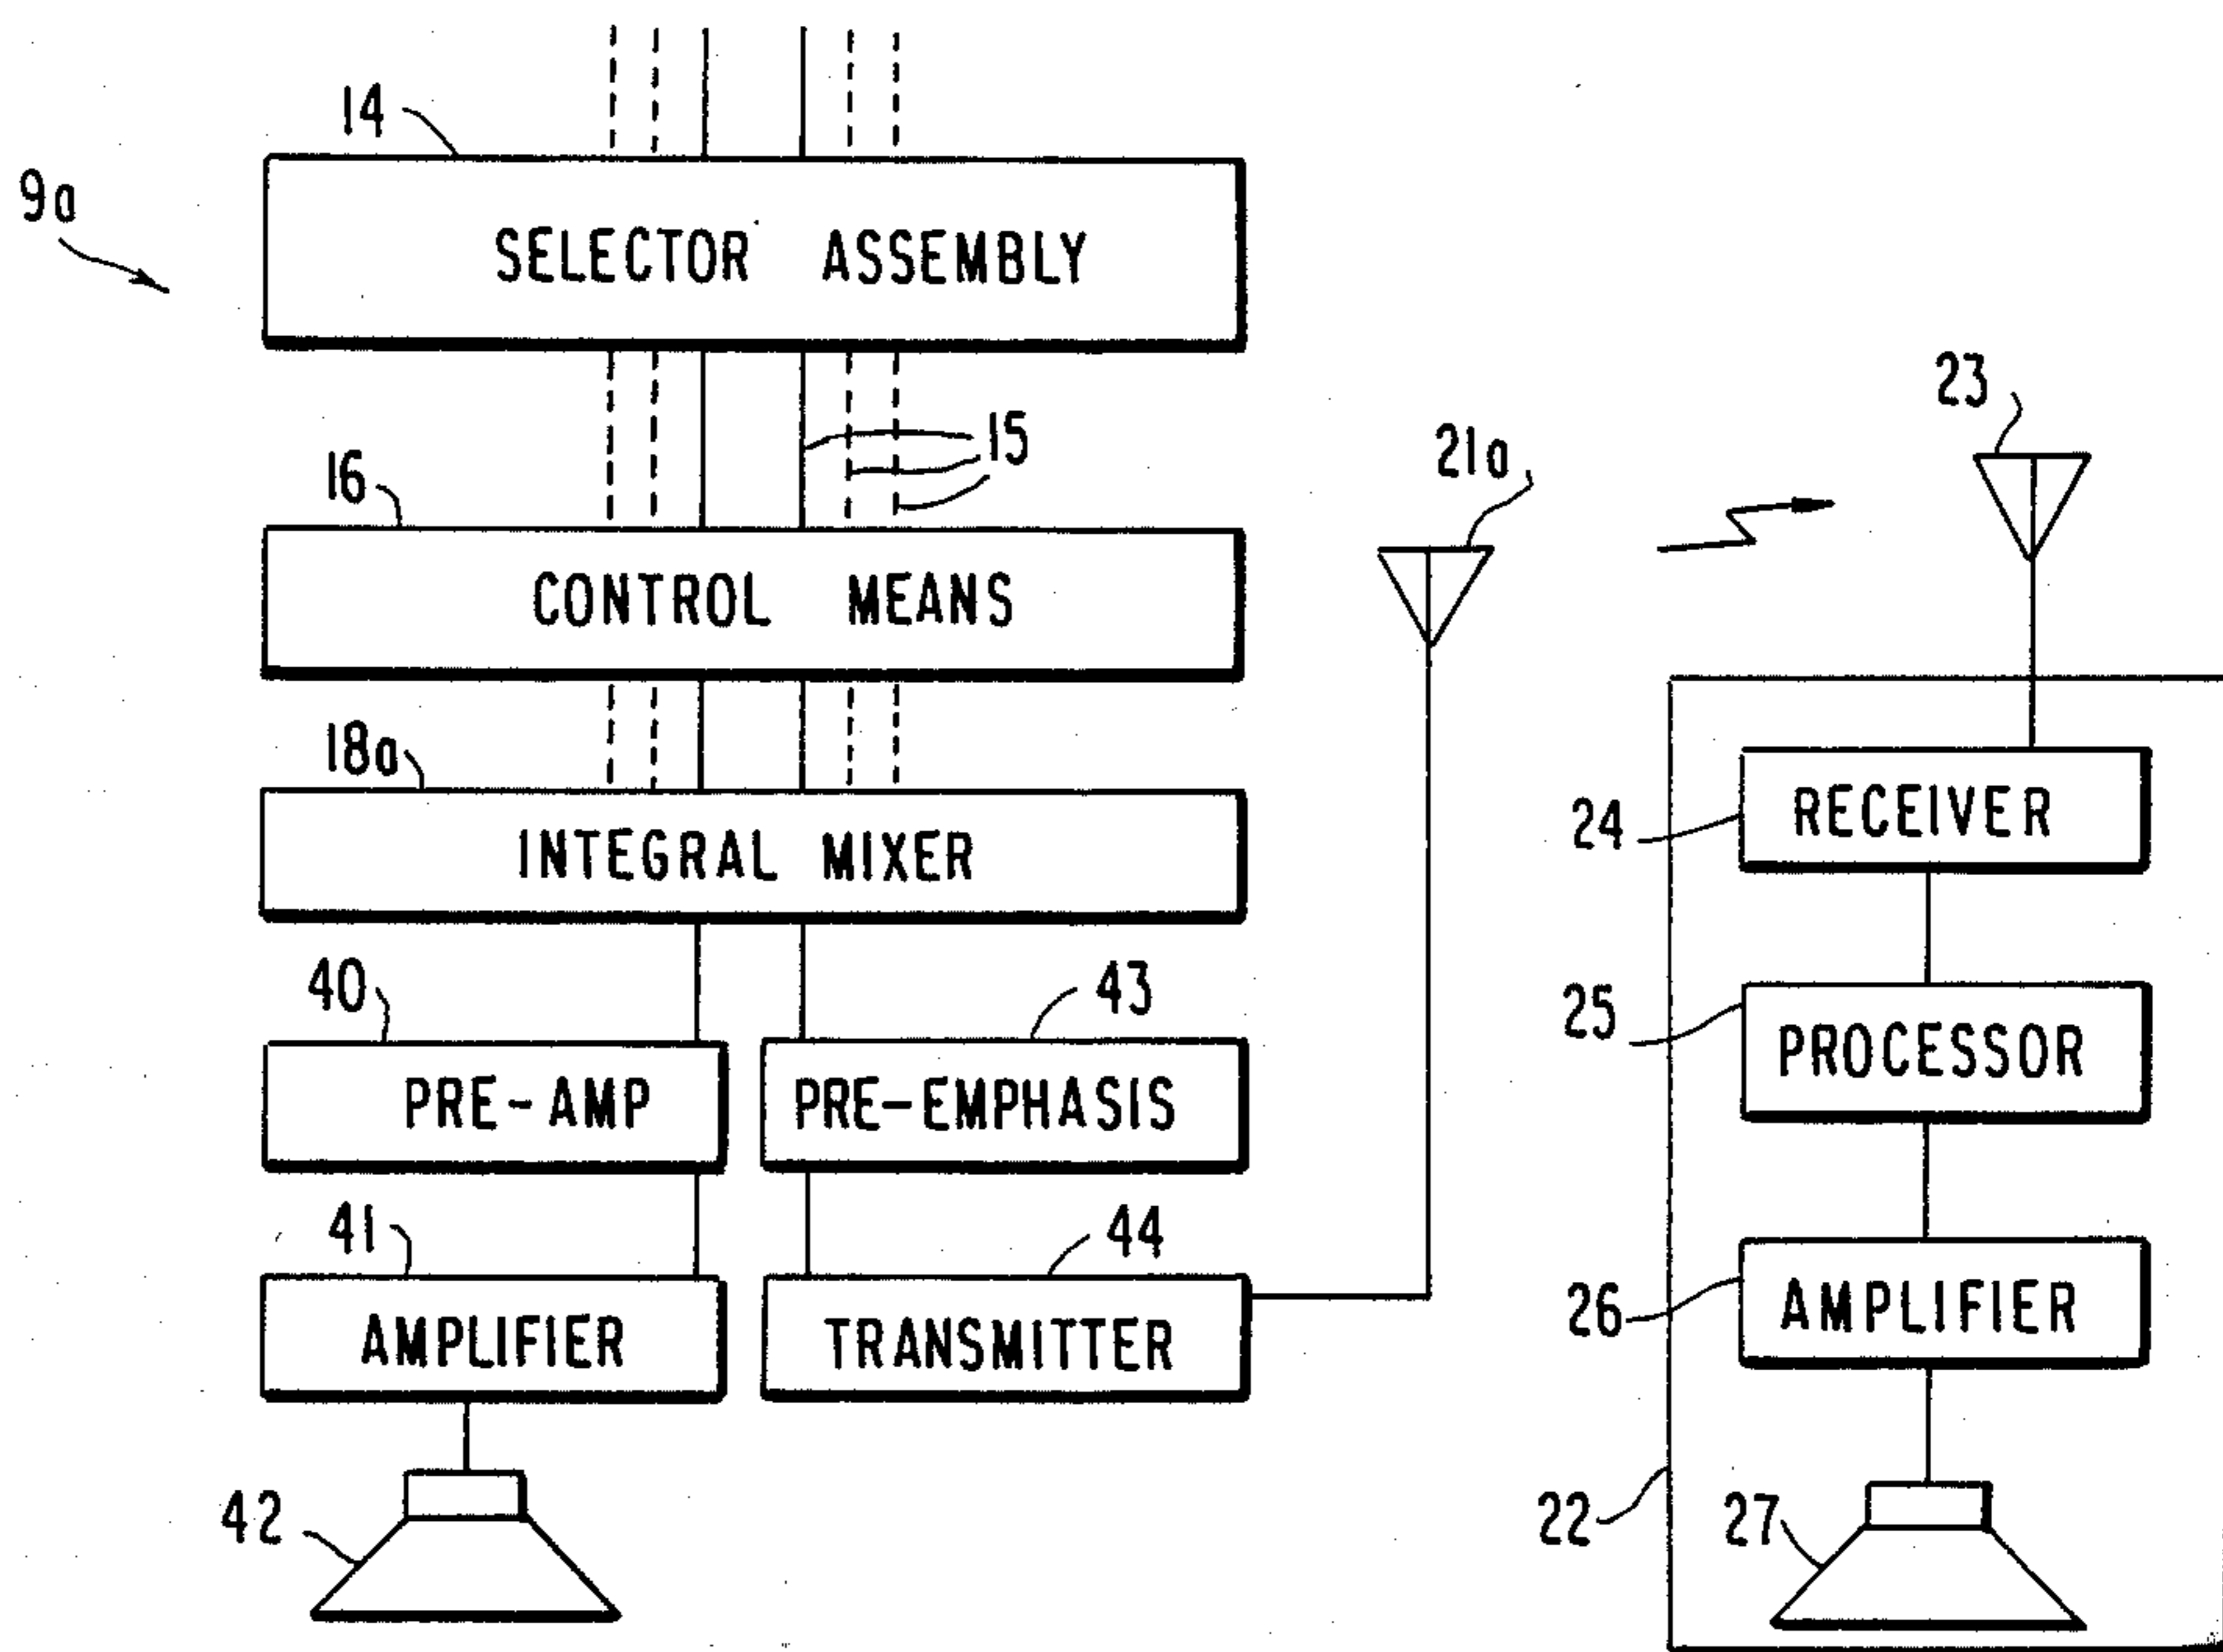 14
9a
SELECTOR ASSEMBLY
23
15
21a
16
CONTROL MEANS
18a
24
RECEIVER
INTEGRAL MIXER
40
43
25
PROCESSOR
PRE-AMP
PRE-EMPHASIS
41
44
26
AMPLIFIER
AMPLIFIER
TRANSMITTER
42
22
27